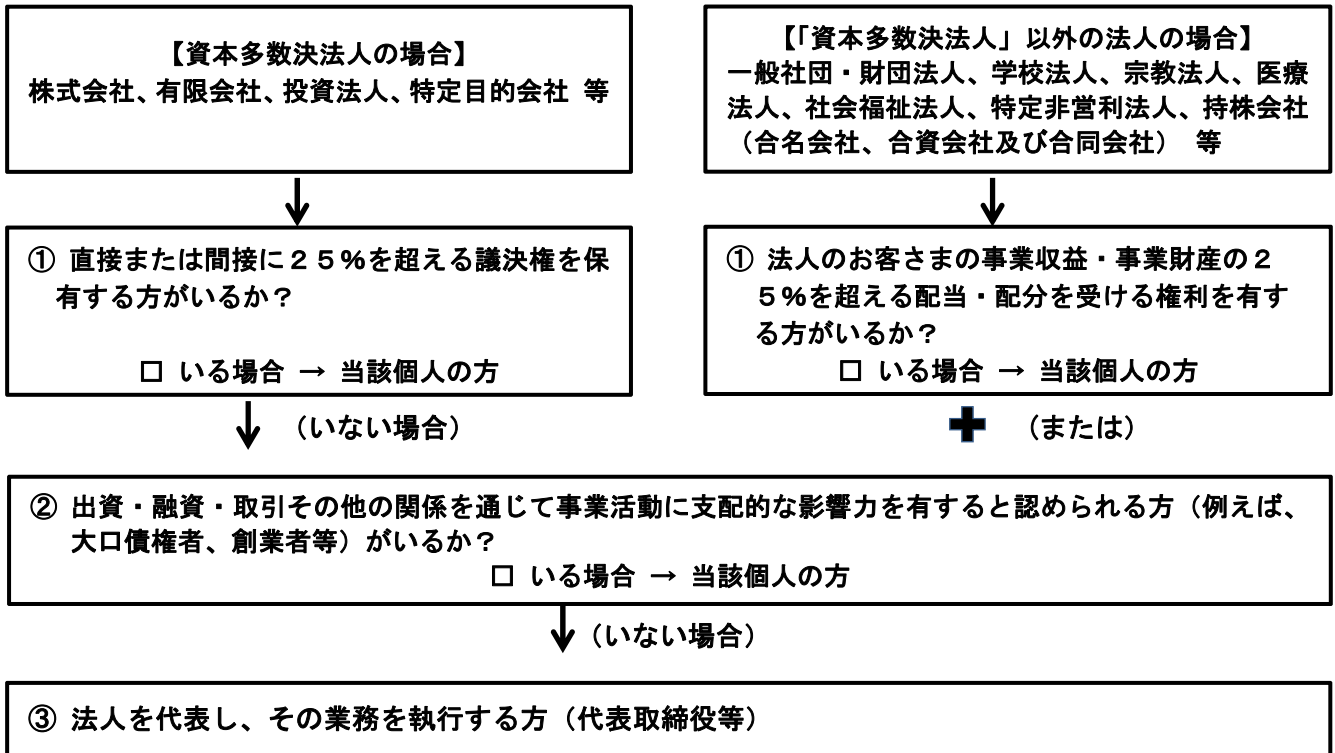 【資本多数決法人の場合】
株式会社、有限会社、投資法人、特定目的会社 等
【「資本多数決法人」以外の法人の場合】
一般社団・財団法人、学校法人、宗教法人、医療
法人、社会福祉法人、特定非営利法人、持株会社
（合名会社、合資会社及び合同会社） 等
① 直接または間接に２５％を超える議決権を保
有する方がいるか？
□ いる場合 → 当該個人の方
① 法人のお客さまの事業収益・事業財産の２
５％を超える配当・配分を受ける権利を有す
る方がいるか？
□ いる場合 → 当該個人の方
（いない場合）
（または）
② 出資・融資・取引その他の関係を通じて事業活動に支配的な影響力を有すると認められる方（例えば、
大口債権者、創業者等）がいるか？
□ いる場合 → 当該個人の方
（いない場合）
③ 法人を代表し、その業務を執行する方（代表取締役等）